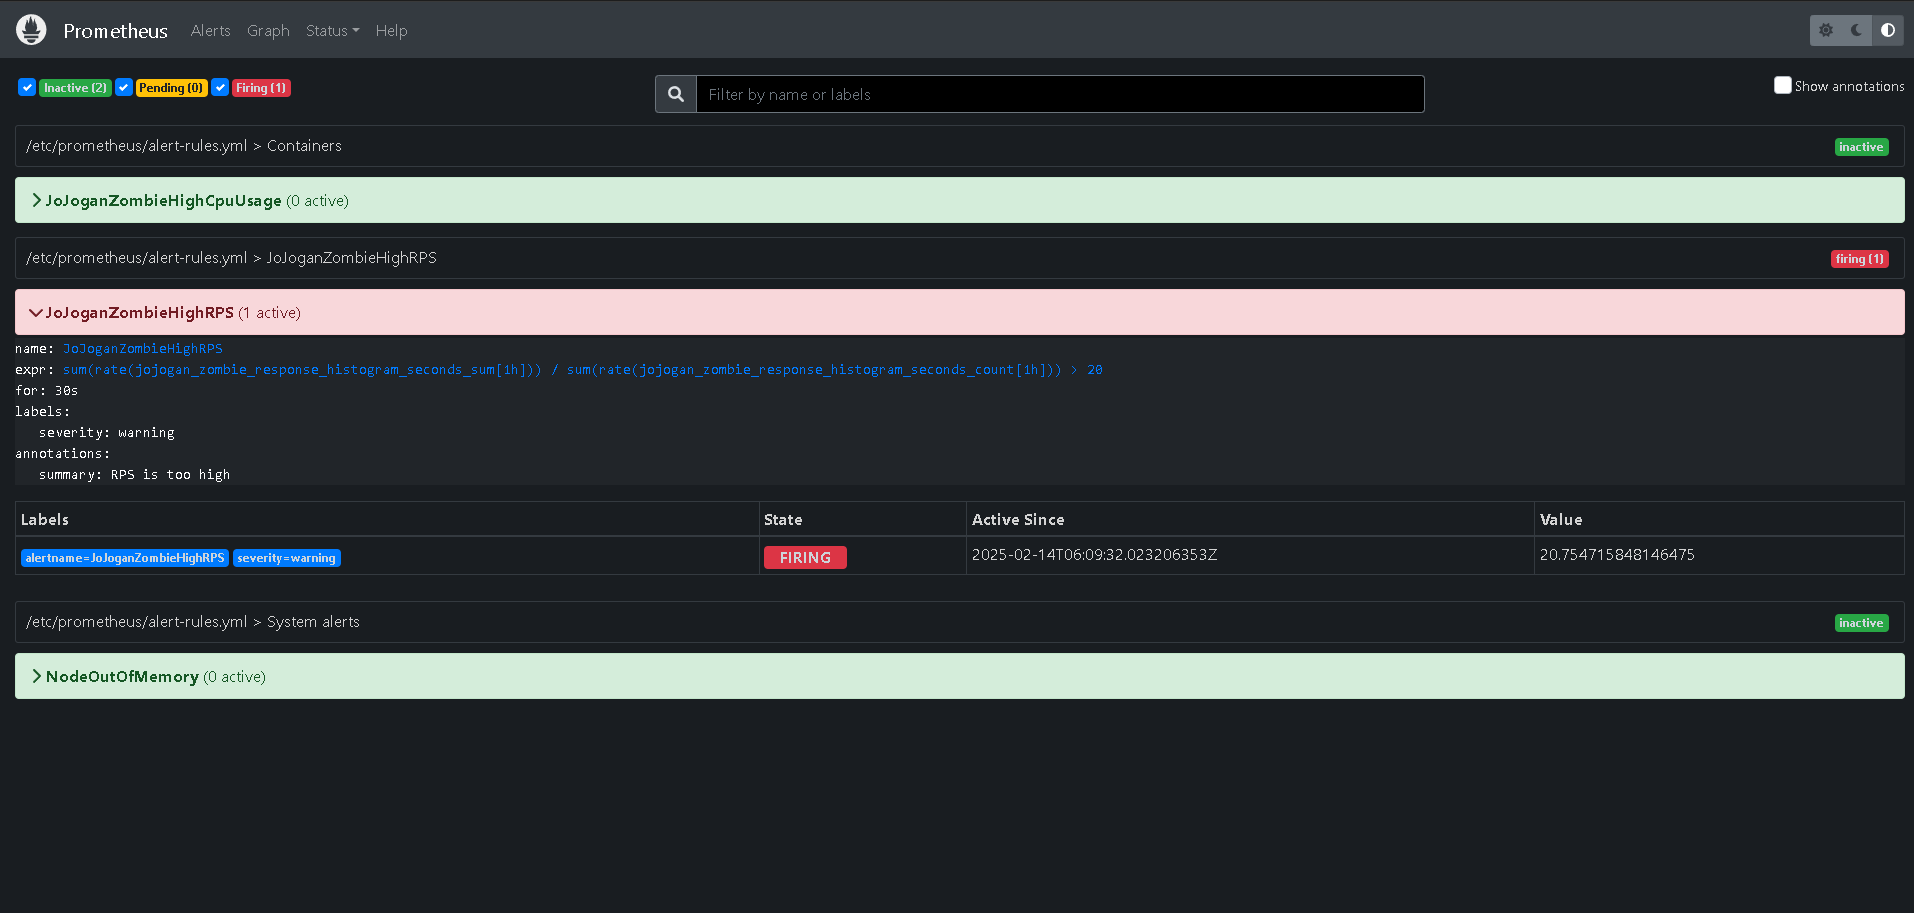 Prometheus Alerts Graph Status Help
Inactive (2) Pending (0) Firing (1) Filter by name or labels Show annotations
/etc/prometheus/alert-rules.yml > Containers inactive
JoJoganZombieHighCpuUsage (0 active)
/etc/prometheus/alert-rules.yml > JoJoganZombieHighRPS firing (1)
JoJoganZombieHighRPS (1 active)
name: JoJoganZombieHighRPS
expr: sum(rate(jojogan_zombie_response_histogram_seconds_sum[1h])) / sum(rate(jojogan_zombie_response_histogram_seconds_count[1h])) > 20
for: 30s
labels:
severity: warning
annotations:
summary: RPS is too high
Labels State Active Since Value
alertname=JoJoganZombieHighRPS severity=warning FIRING 2025-02-14T06:09:32.023206353Z 20.754715848146475
/etc/prometheus/alert-rules.yml > System alerts inactive
NodeOutOfMemory (0 active)